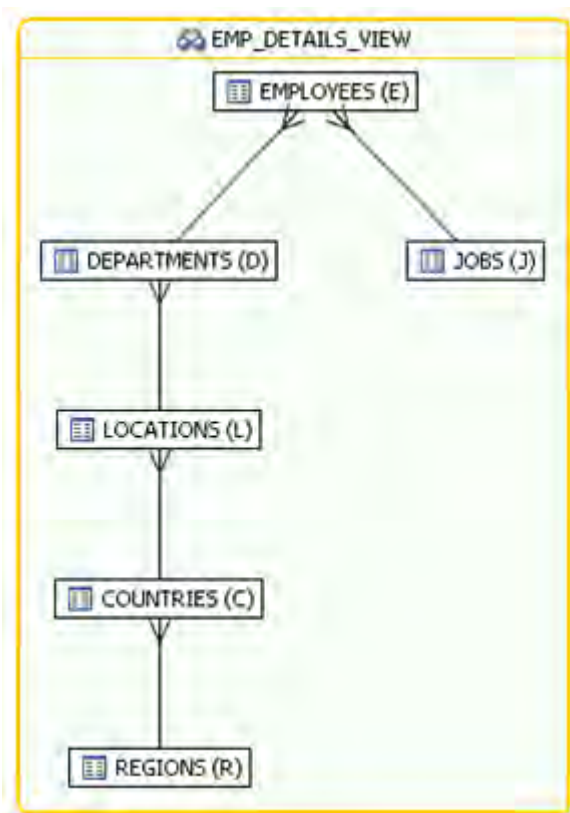 EMP_DETAILS_VIEW
EMPLOYEES (E)
DEPARTMENTS (D)
JOBS (J)
LOCATIONS (L)
COUNTRIES (C)
REGIONS (R)